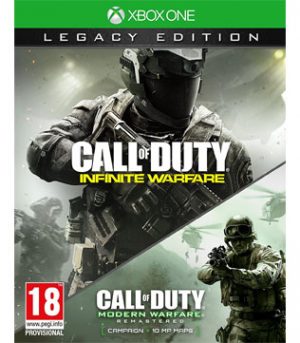 XBOX ONE
LEGACY EDITION
CALL OF DUTY
INFINITE WARFARE
CALL OF DUTY
MODERN WARFARE
REMASTERED
CAMPAIGN + 10 MP MAPS
18
www.pegi.info
PROVISIONAL